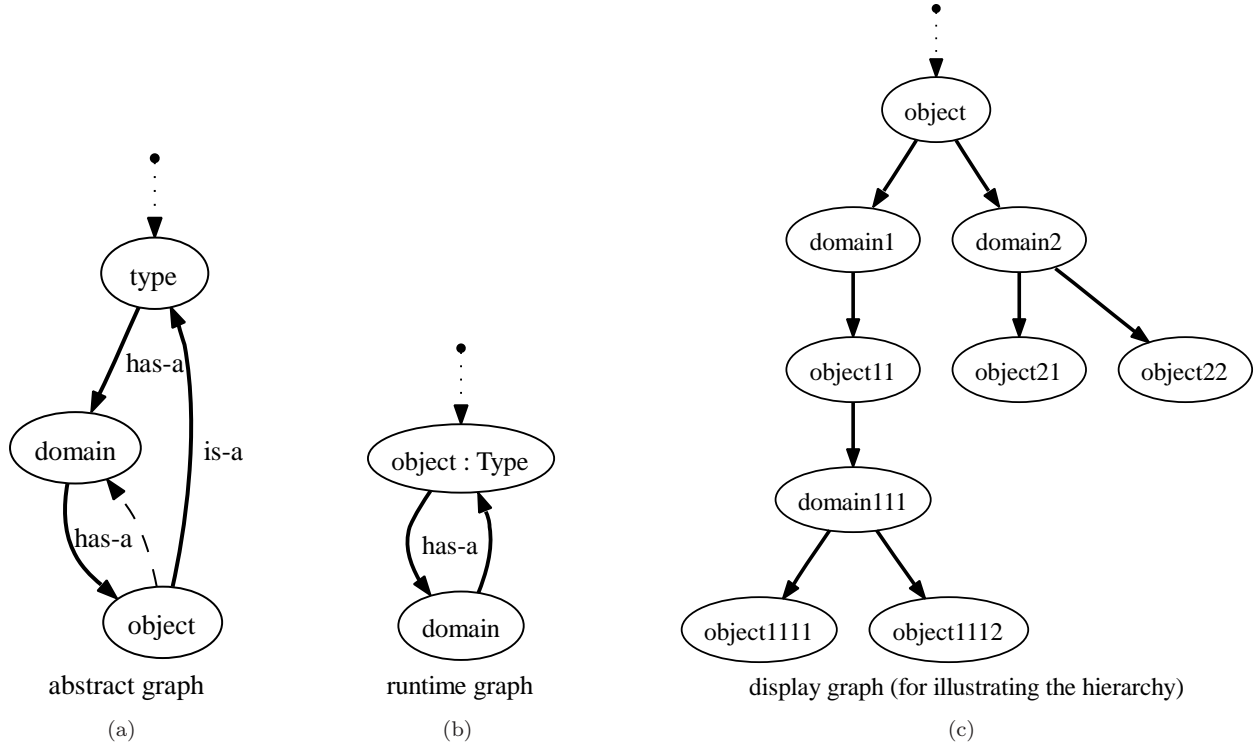 type
has-a
domain
is-a
has-a
object
abstract graph
(a)
object : Type
has-a
domain
runtime graph
(b)
object
domain1 domain2
object11 object21 object22
domain111
object1111 object1112
display graph (for illustrating the hierarchy)
(c)